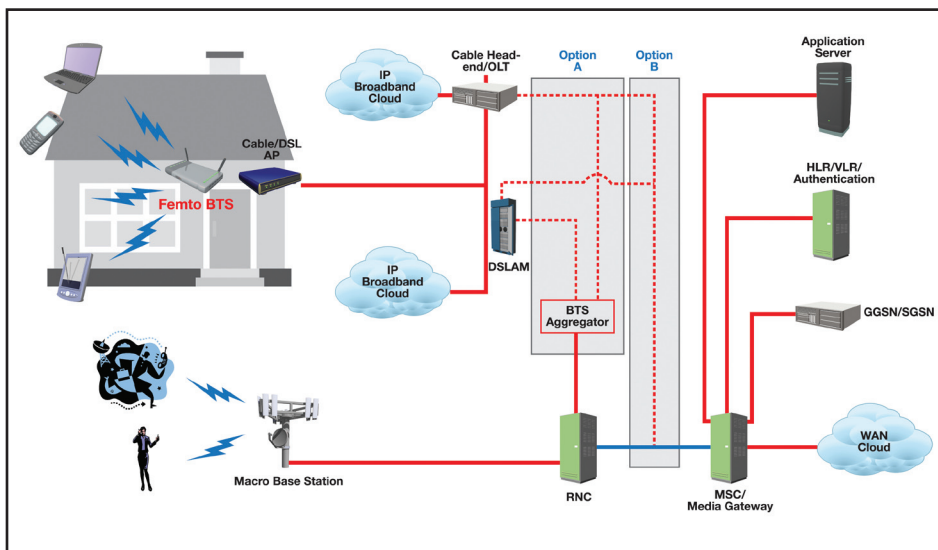 Cable Head-
end/OLT
Option
A
Option
B
Application
Server
IP
Broadband
Cloud
Cable/DSL
AP
Femto BTS
HLR/VLR/
Authentication
DSLAM
IP
Broadband
Cloud
BTS
Aggregator
GGSN/SGSN
WAN
Cloud
Macro Base Station
RNC
MSC/
Media Gateway